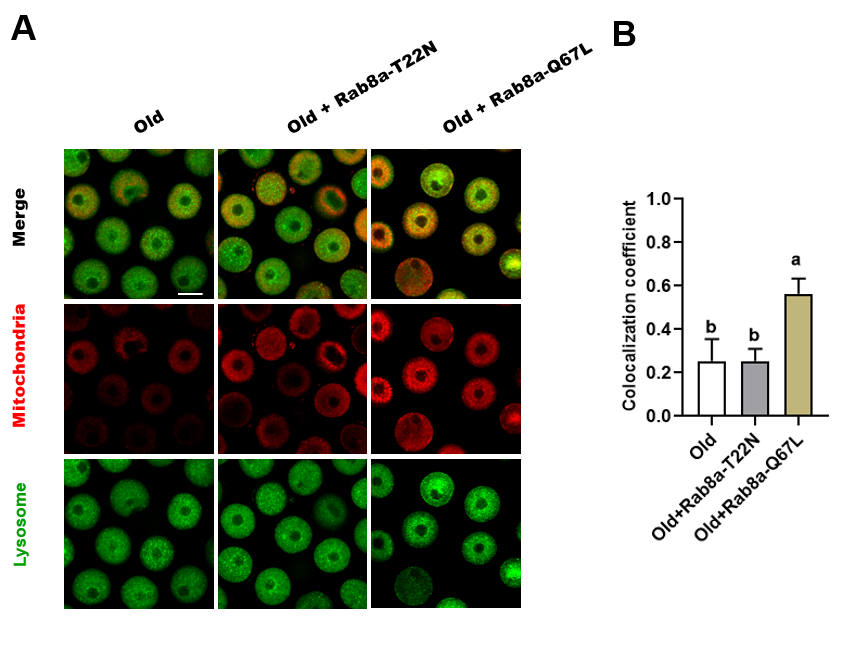 A
B
Old
Old + Rab8a-T22N
Old + Rab8a-Q67L
Merge
Mitochondria
Lysosome
Colocalization coefficient
1.0
0.8
0.6
0.4
0.2
0.0
b
b
a
Old
Old+Rab8a-T22N
Old+Rab8a-Q67L